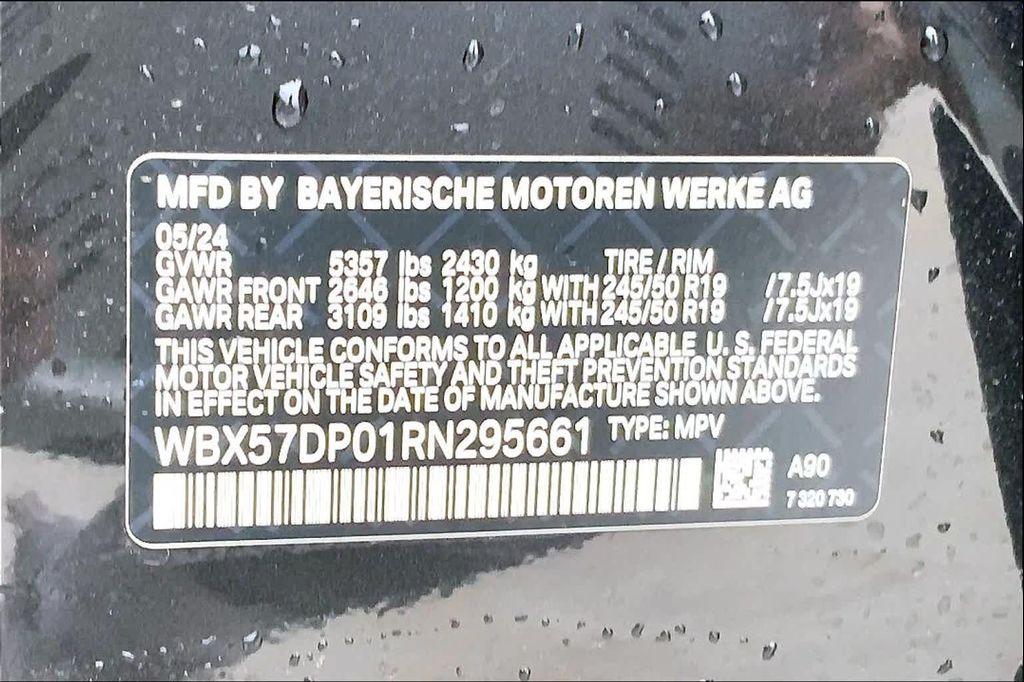 MFD BY BAYERISCHE MOTOREN WERKE AG
05/24
GVWR 5357 lbs 2430 kg TIRE / RIM
GAWR FRONT 2646 lbs 1200 kg WITH 245/50 R19 /7.5Jx19
GAWR REAR 3109 lbs 1410 kg WITH 245/50 R19 /7.5Jx19
THIS VEHICLE CONFORMS TO ALL APPLICABLE U. S. FEDERAL
MOTOR VEHICLE SAFETY AND THEFT PREVENTION STANDARDS
IN EFFECT ON THE DATE OF MANUFACTURE SHOWN ABOVE.
WBX57DP01RN295661 TYPE: MPV
A90
7 320 730